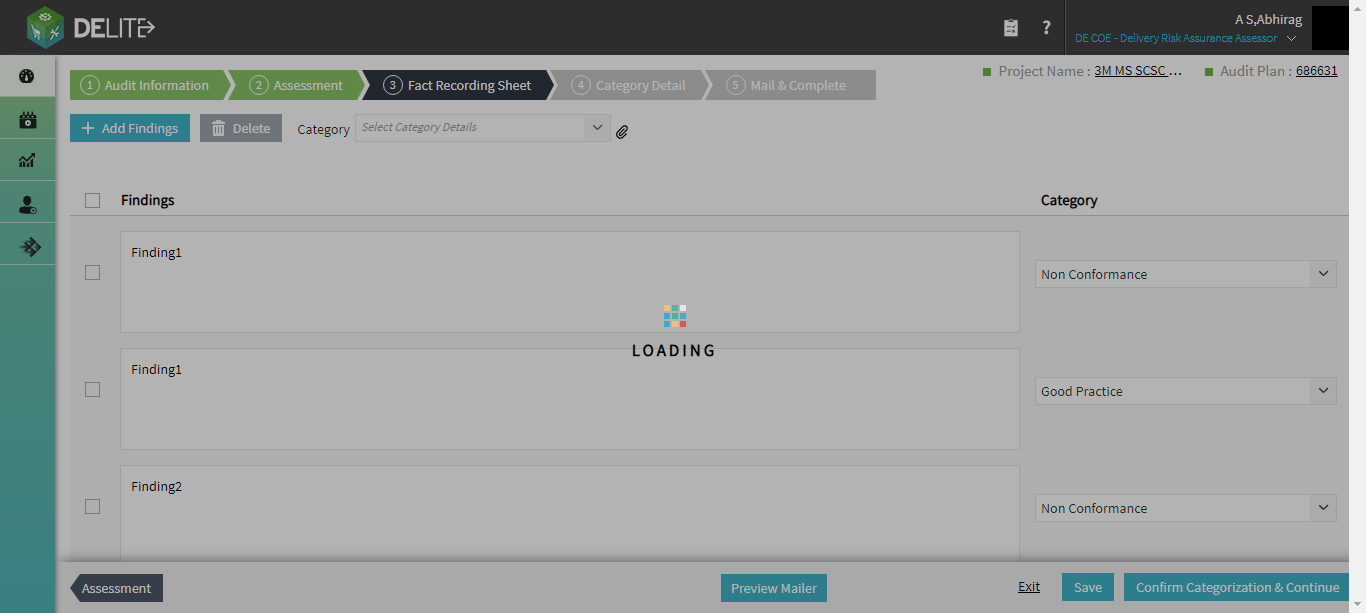 DELITE
?
A S,Abhirag
DE COE - Delivery Risk Assurance Assessor
1 Audit Information
2 Assessment
3 Fact Recording Sheet
4 Category Detail
5 Mail & Complete
Project Name : 3M MS SCSC ...
Audit Plan : 686631
+ Add Findings
Delete
Category
Select Category Details
Findings
Category
Finding1
Non Conformance
LOADING
Finding1
Good Practice
Finding2
Non Conformance
Assessment
Preview Mailer
Exit
Save
Confirm Categorization & Continue